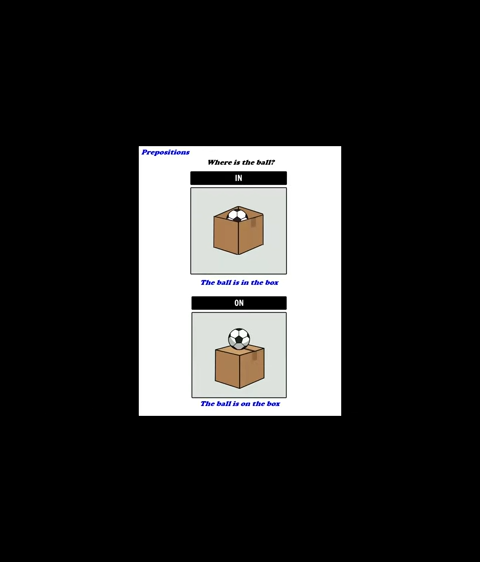 Prepositions
Where is the ball?
IN
The ball is in the box
ON
The ball is on the box